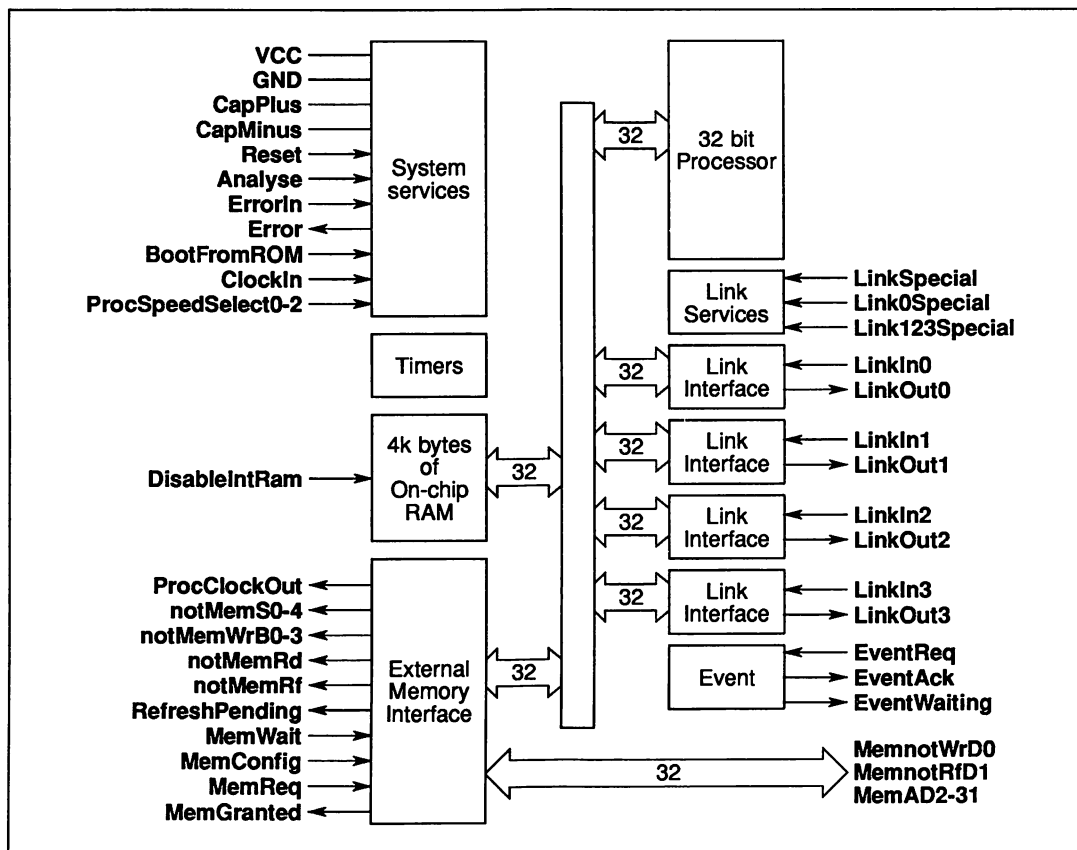 VCC
GND
CapPlus
CapMinus
Reset
Analyse
ErrorIn
Error
BootFromROM
ClockIn
ProcSpeedSelect0-2
System
services
Timers
DisableIntRam
4k bytes
of
On-chip
RAM
32
ProcClockOut
notMemS0-4
notMemWrB0-3
notMemRd
notMemRf
RefreshPending
MemWait
MemConfig
MemReq
MemGranted
External
Memory
Interface
32
32
32 bit
Processor
Link
Services
LinkSpecial
Link0Special
Link123Special
32
Link
Interface
LinkIn0
LinkOut0
32
Link
Interface
LinkIn1
LinkOut1
32
Link
Interface
LinkIn2
LinkOut2
32
Link
Interface
LinkIn3
LinkOut3
Event
EventReq
EventAck
EventWaiting
32
MemnotWrD0
MemnotRfD1
MemAD2-31